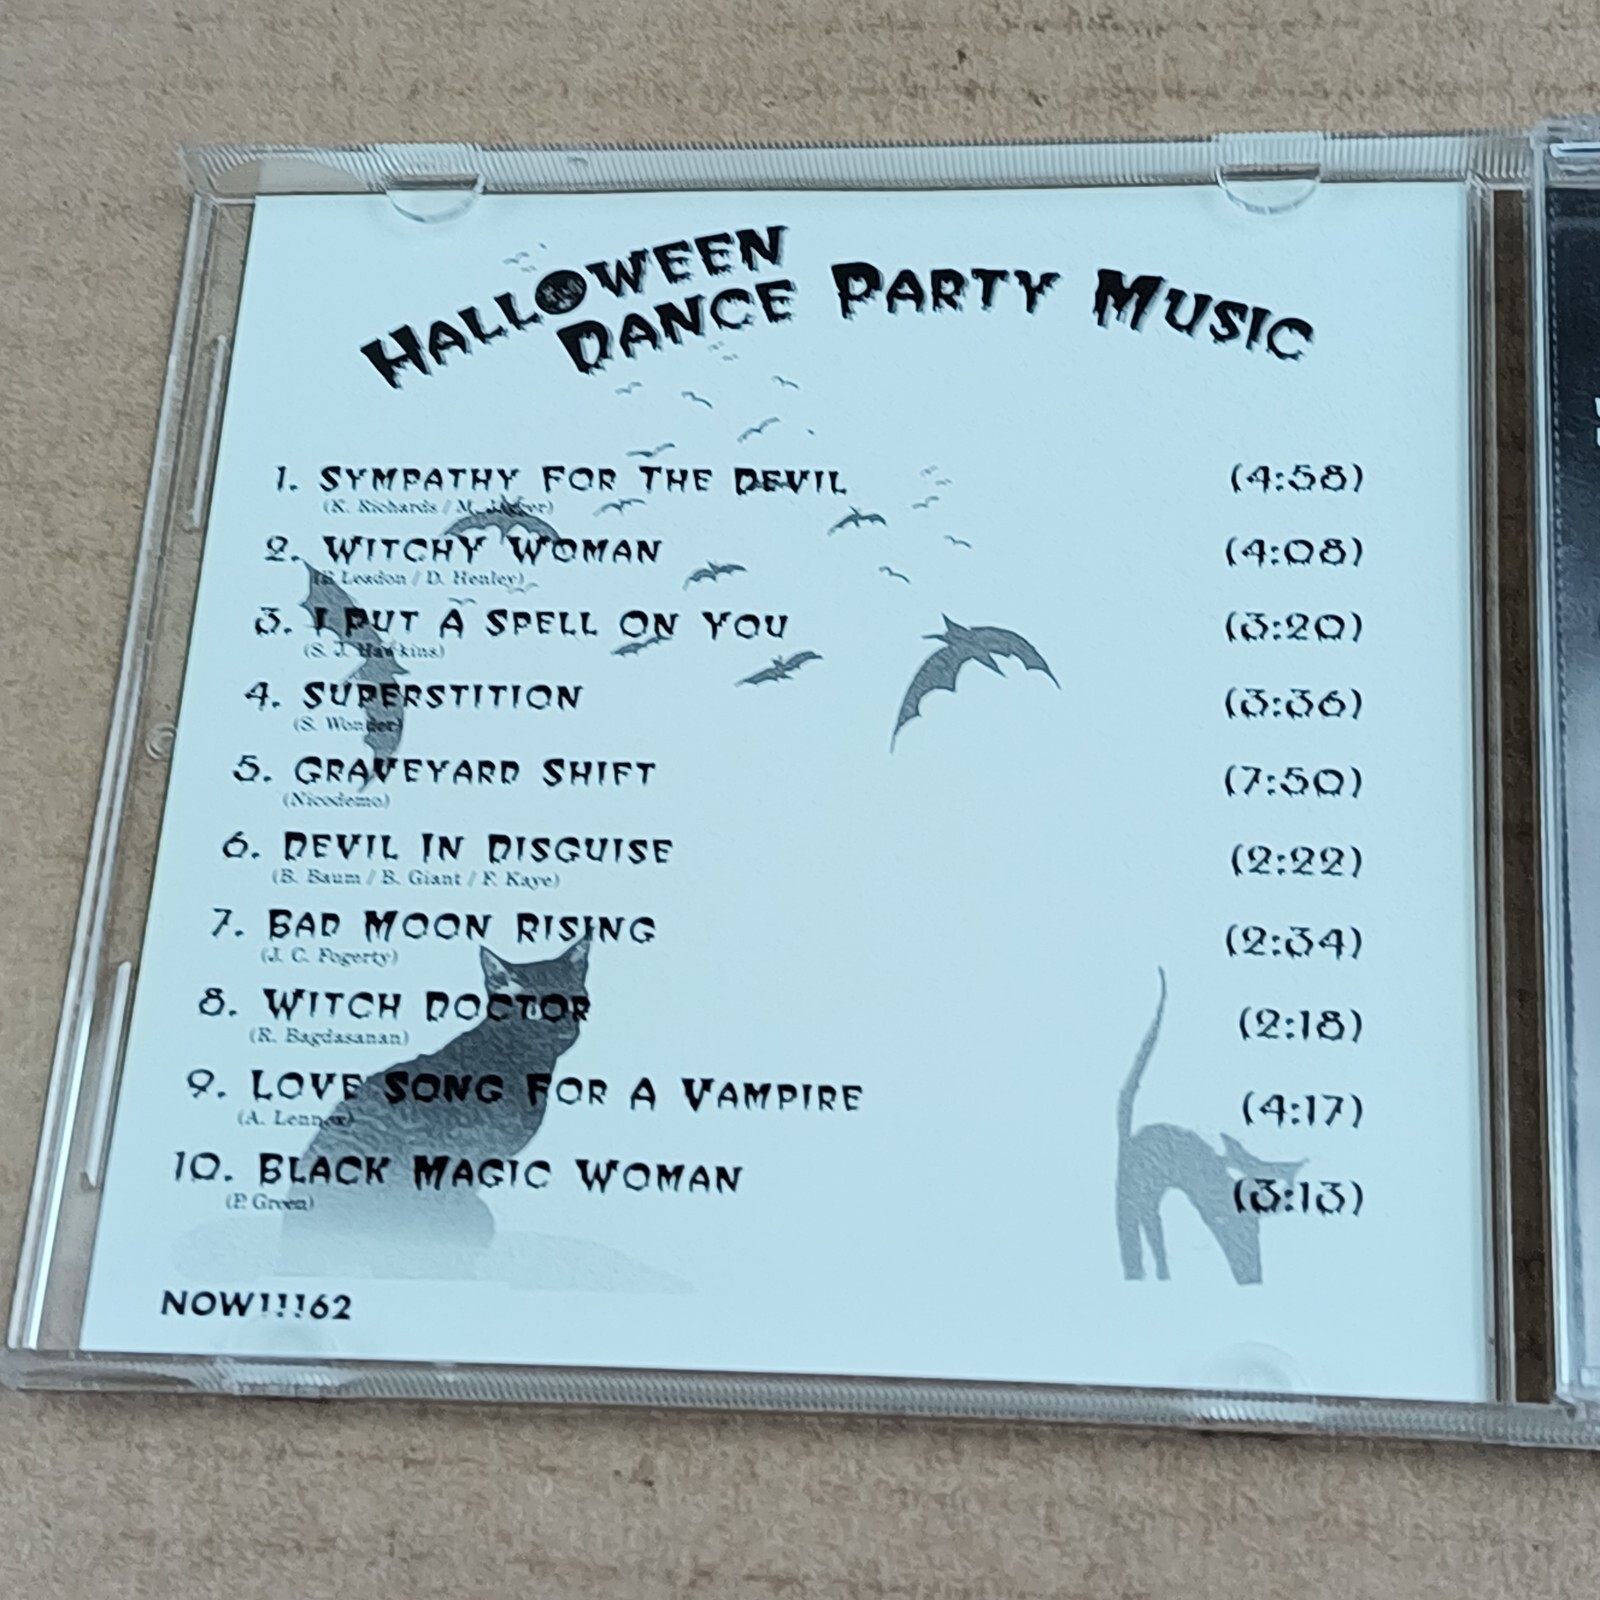 HALLOWEEN
DANCE PARTY MUSIC
1. SYMPATHY FOR THE DEVIL (4:58)
(K. Richards / M. Jagger)
2. WITCHY WOMAN (4:08)
Leadon / D. Henley)
3. I PUT A SPELL ON YOU (3:20)
(S. J. Hawkins)
4. SUPERSTITION (3:36)
(S. Wonder)
5. GRAVEYARD SHIFT (7:50)
(Nicodemo)
6. DEVIL IN DISGUISE (2:22)
(B. Baum / B. Giant / F. Kaye)
7. BAD MOON RISING (2:34)
(J. C. Fogerty)
8. WITCH DOCTOR (2:18)
(R. Bagdasanan)
9. LOVE SONG FOR A VAMPIRE (4:17)
(A. Lennox)
10. BLACK MAGIC WOMAN (3:13)
(P. Green)
NOW11162